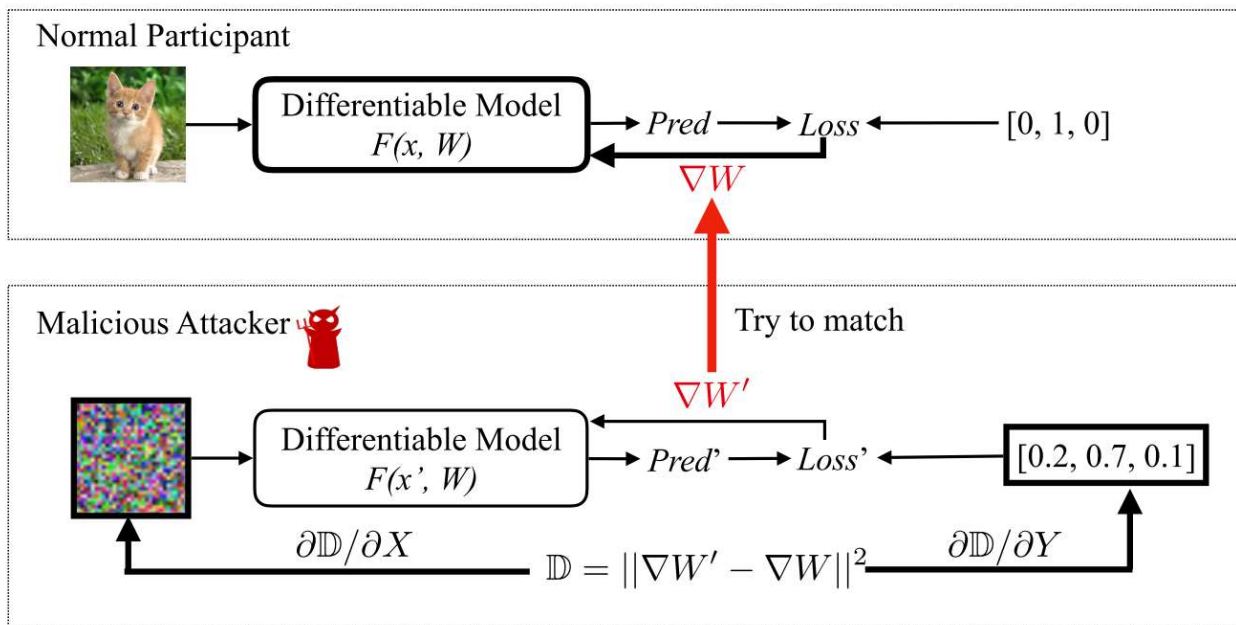 Normal Participant
Differentiable Model
F(x, W)
Pred
Loss
[0, 1, 0]
∇W
Malicious Attacker
Try to match
∇W′
Differentiable Model
F(x’, W)
Pred’
Loss’
[0.2, 0.7, 0.1]
∂𝔻/∂X
𝔻 = ||∇W′ − ∇W||²
∂𝔻/∂Y